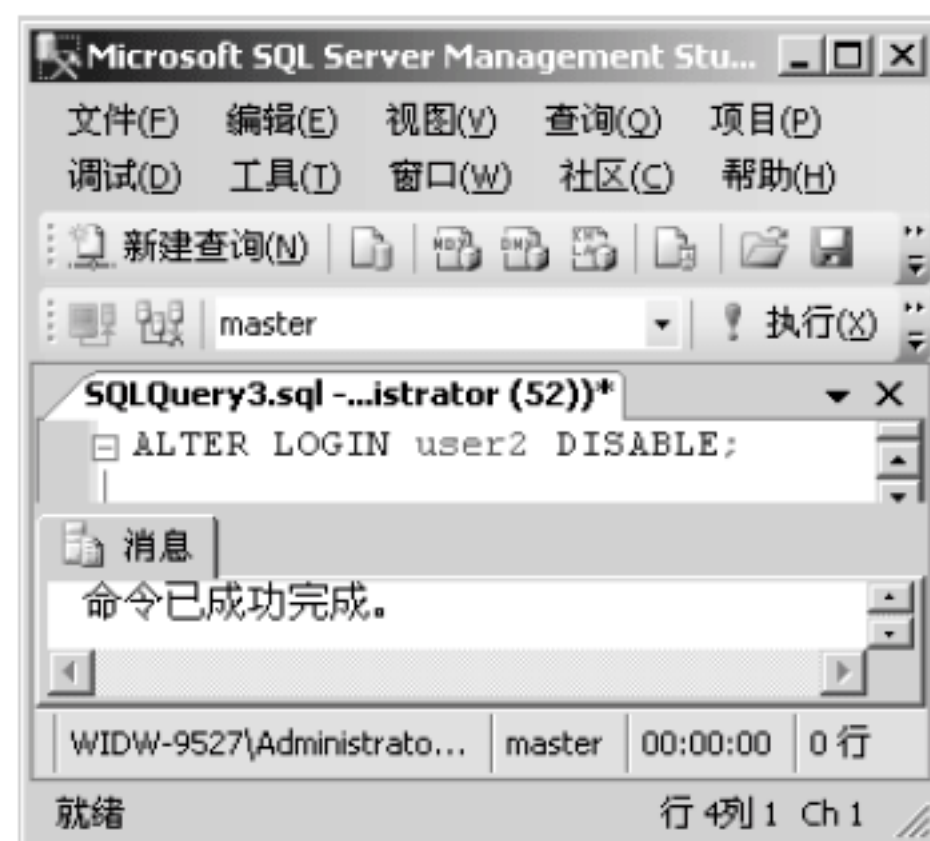 Microsoft SQL Server Management Stu...
文件(F) 编辑(E) 视图(V) 查询(Q) 项目(P)
调试(D) 工具(T) 窗口(W) 社区(C) 帮助(H)
新建查询(N)
master 执行(X)
SQLQuery3.sql -...istrator (52))*
ALTER LOGIN user2 DISABLE;
消息
命令已成功完成。
WIDW-9527\Administrato... master 00:00:00 0 行
就绪 行 4列 1 Ch 1